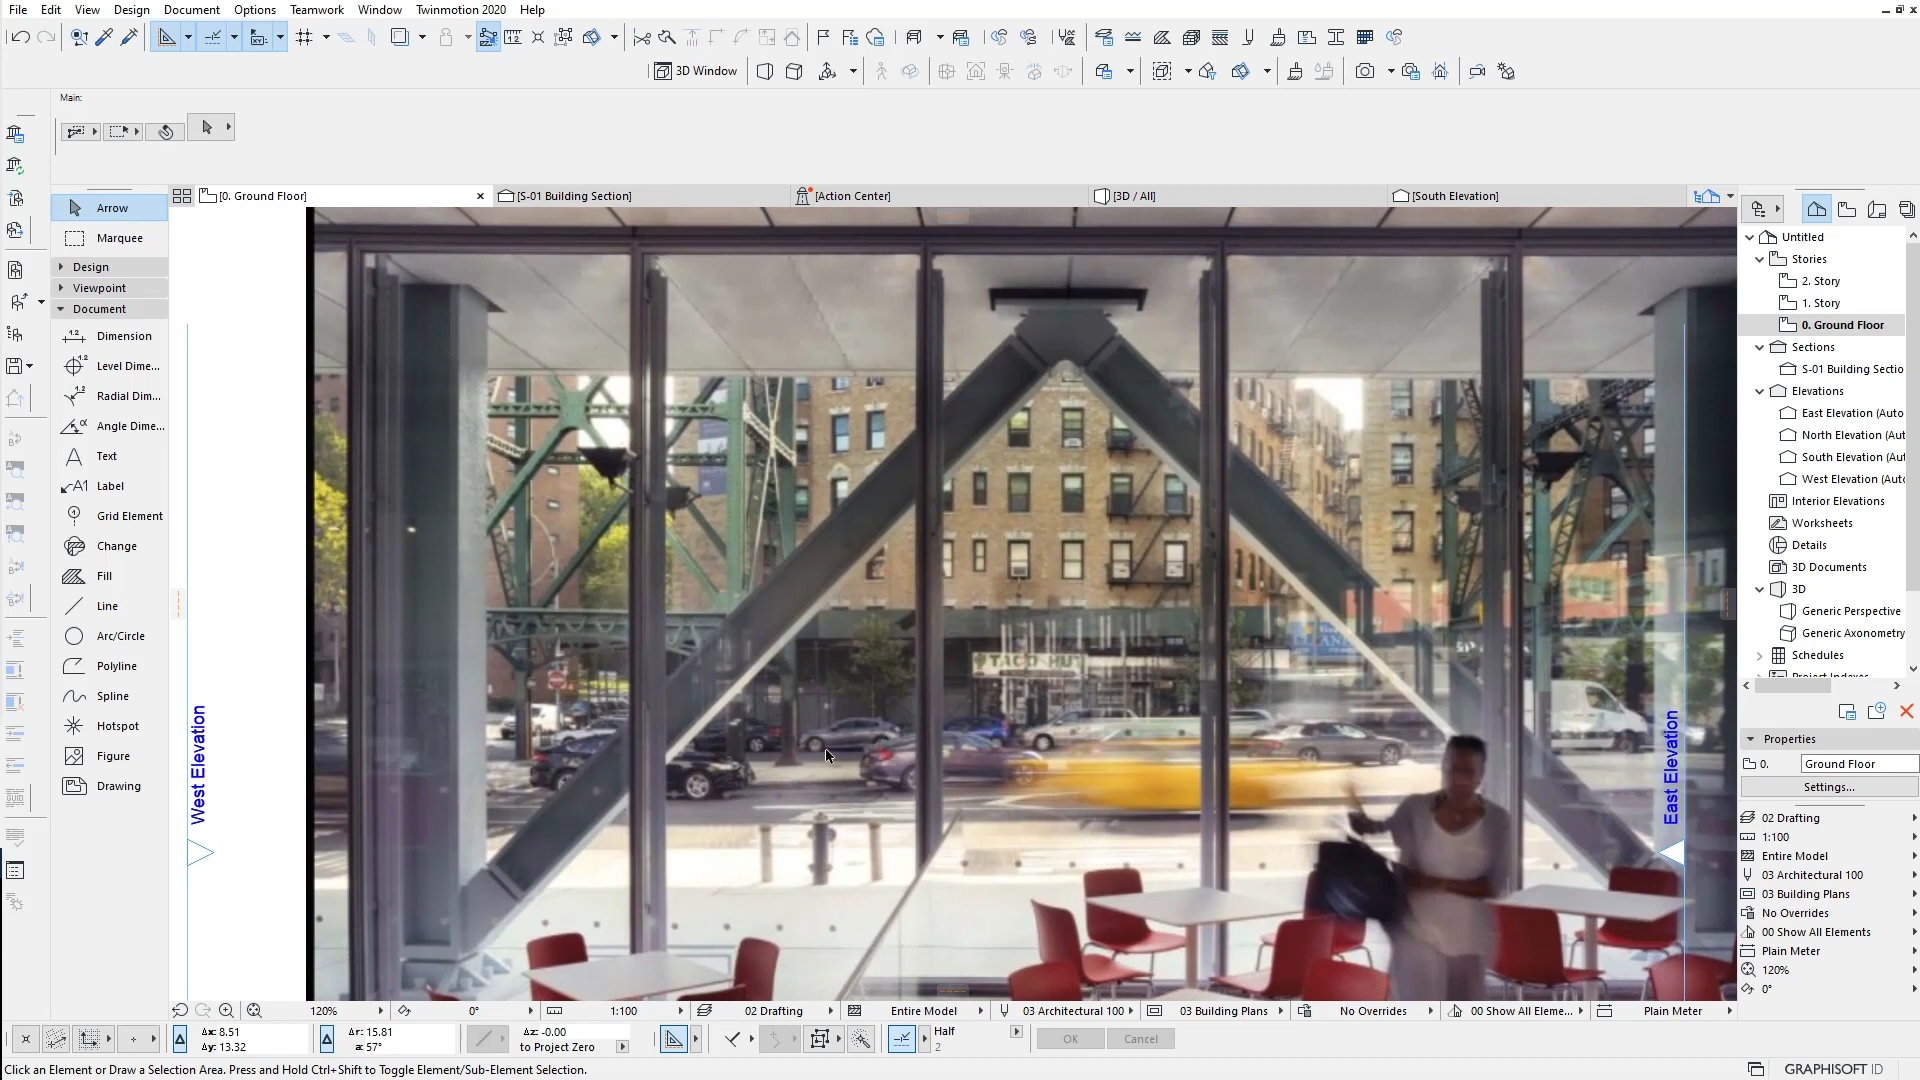 File Edit View Design Document Options Teamwork Window Twinmotion 2020 Help
3D Window
Main:
[0. Ground Floor]
[S-01 Building Section]
[Action Center]
[3D / All]
[South Elevation]
Arrow
Marquee
Design
Viewpoint
Document
Dimension
Level Dime...
Radial Dim...
Angle Dime...
Text
Label
Grid Element
Change
Fill
Line
Arc/Circle
Polyline
Spline
Hotspot
Figure
Drawing
West Elevation
TACO HUT
East Elevation
Untitled
Stories
2. Story
1. Story
0. Ground Floor
Sections
S-01 Building Sectio
Elevations
East Elevation (Auto
North Elevation (Aut
South Elevation (Aut
West Elevation (Auto
Interior Elevations
Worksheets
Details
3D Documents
3D
Generic Perspective
Generic Axonometry
Schedules
Project Indexes
Properties
0. Ground Floor
Settings...
02 Drafting
1:100
Entire Model
03 Architectural 100
03 Building Plans
No Overrides
00 Show All Elements
Plain Meter
120%
0°
120% 0° 1:100 02 Drafting Entire Model 03 Architectural 100 03 Building Plans No Overrides 00 Show All Eleme... Plain Meter
Δx: 8.51
Δy: 13.32
Δr: 15.81
a: 57°
Δz: -0.00
to Project Zero
Half
2
OK
Cancel
Click an Element or Draw a Selection Area. Press and Hold Ctrl+Shift to Toggle Element/Sub-Element Selection.
GRAPHISOFT ID